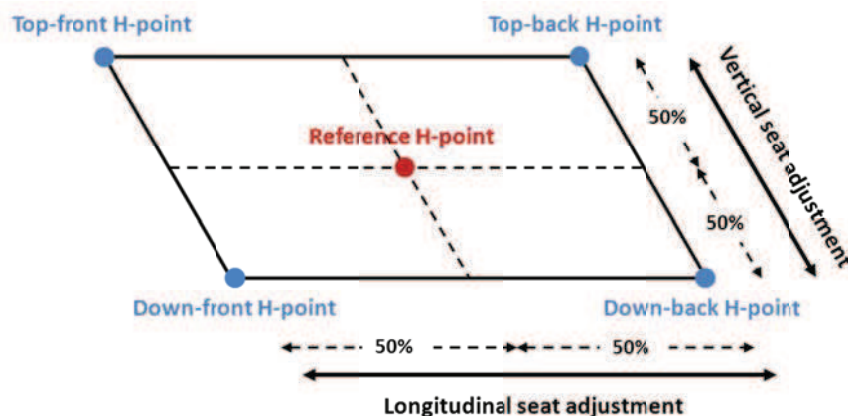 Top-front H-point
Top-back H-point
Vertical seat adjustment
50%
Reference H-point
50%
Down-front H-point
Down-back H-point
50%
50%
Longitudinal seat adjustment